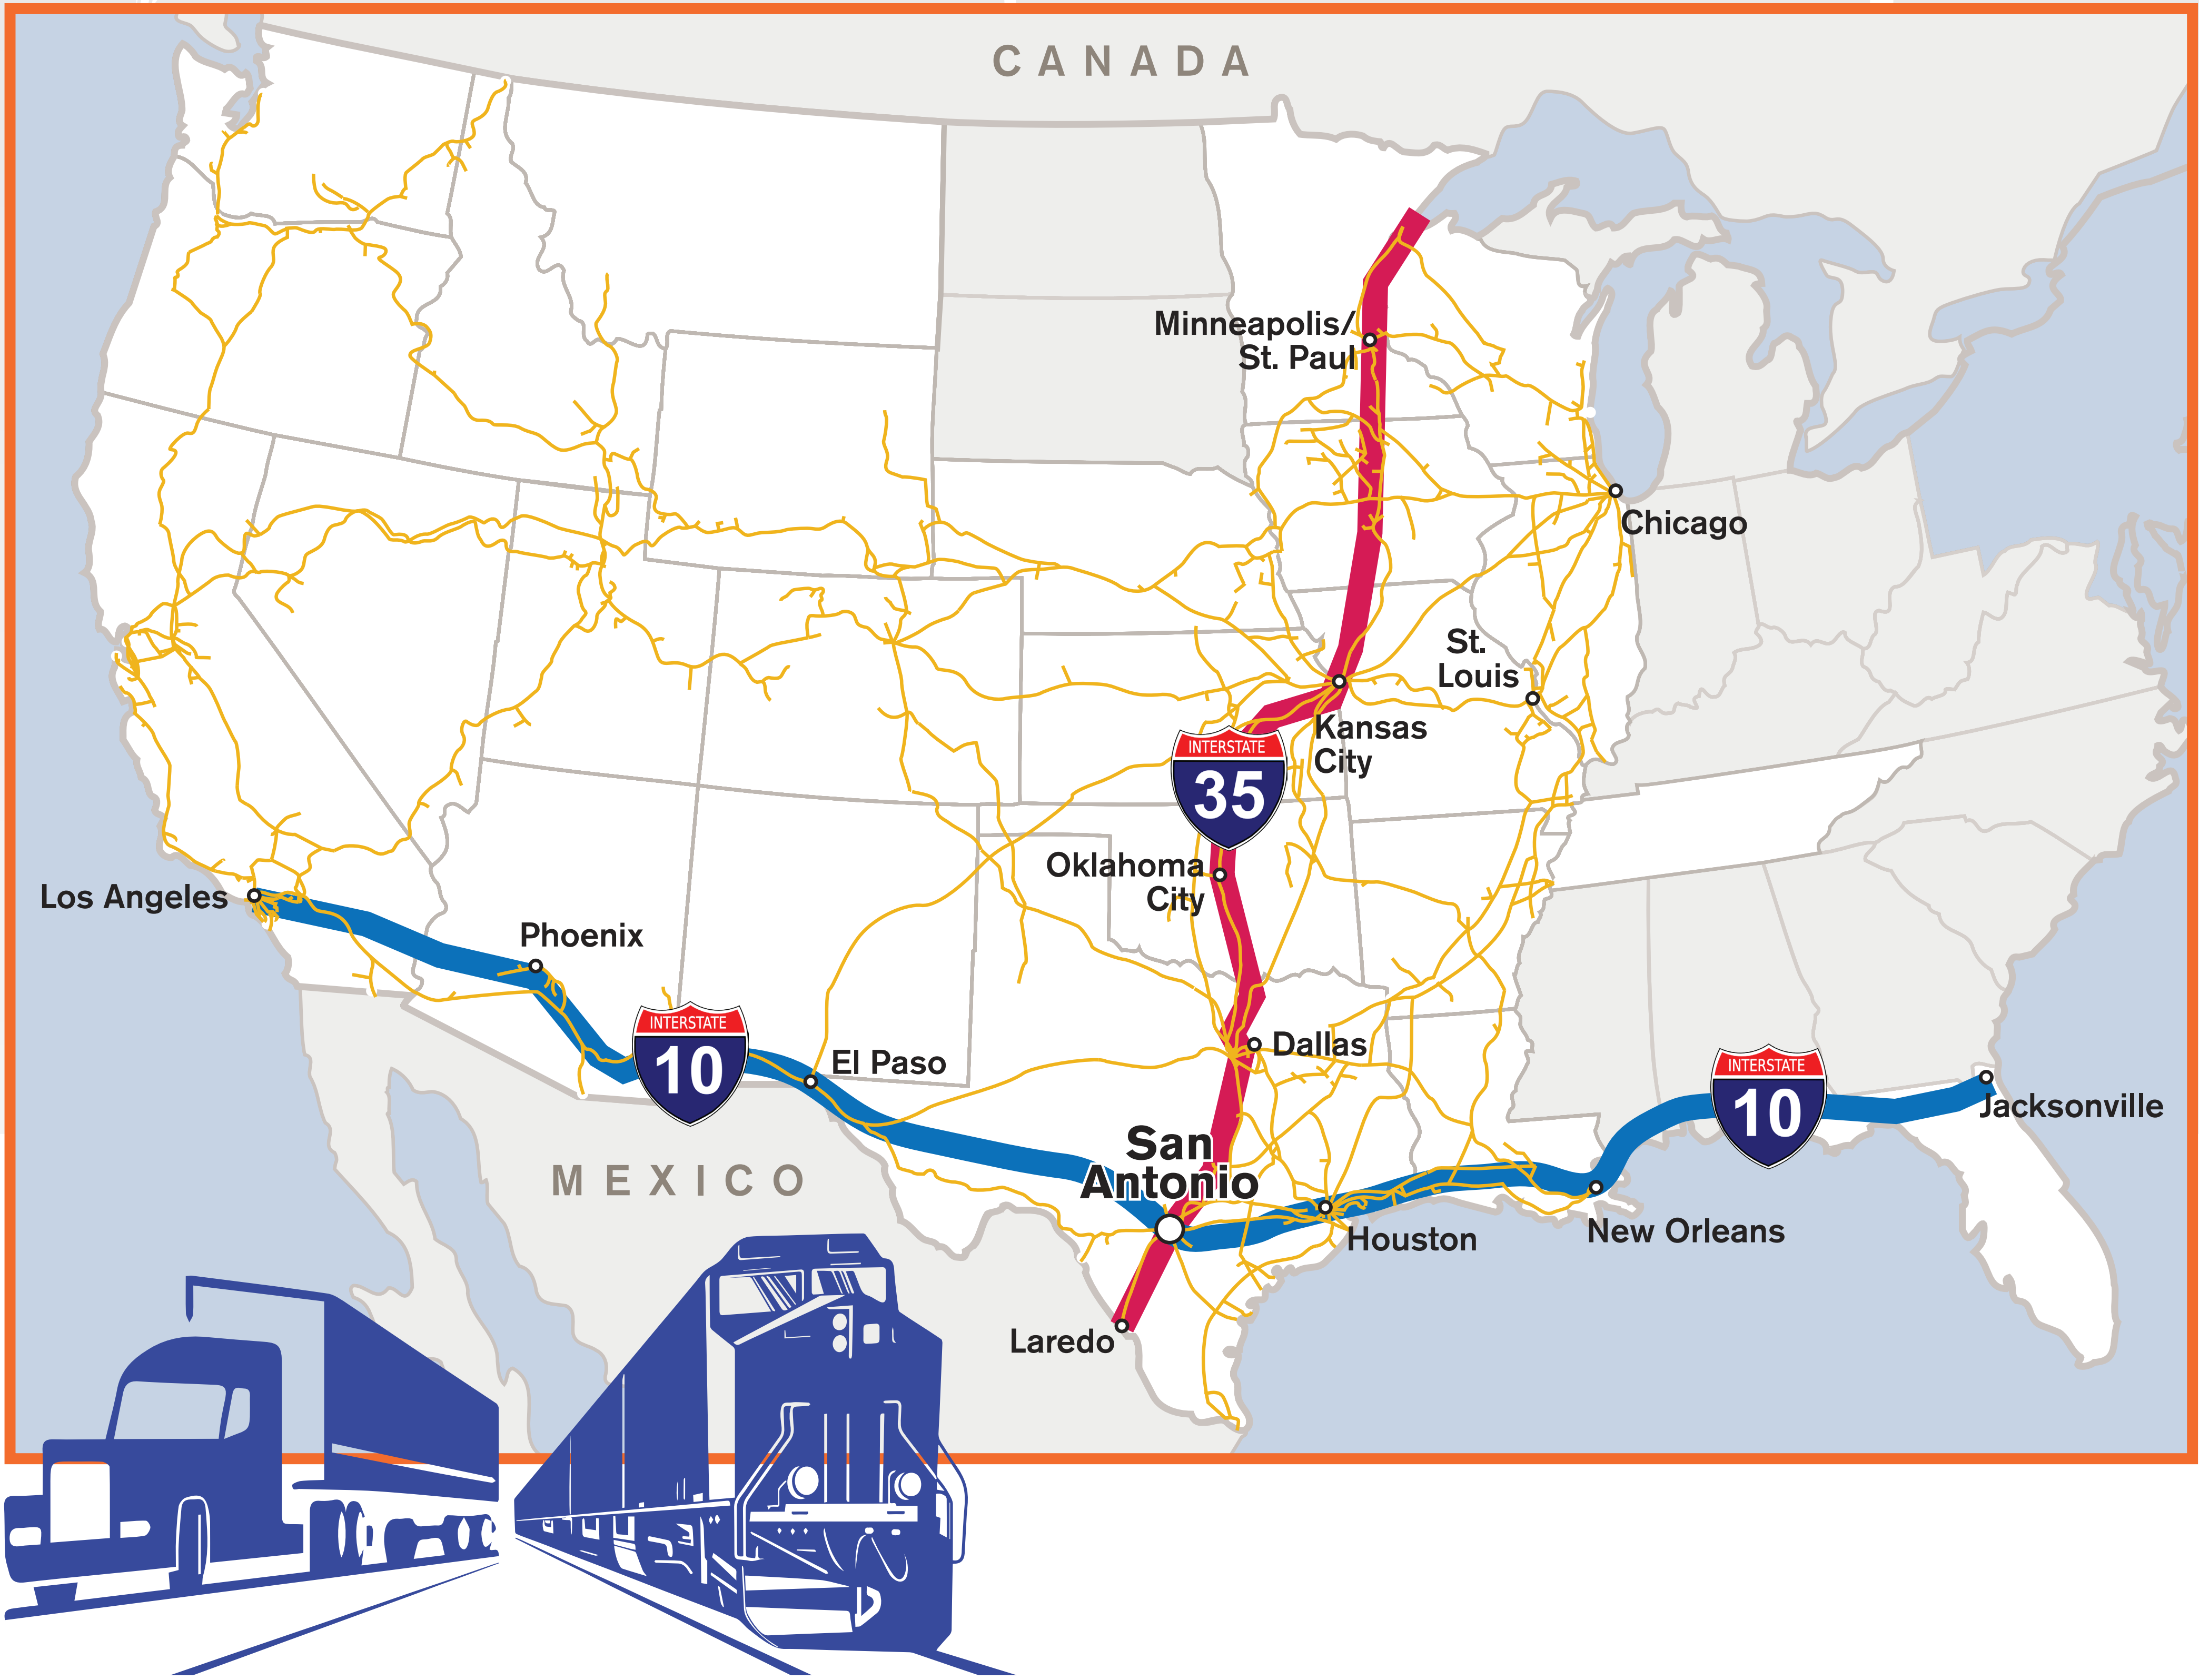 CANADA
Minneapolis/
St. Paul
Chicago
St.
Louis
Kansas
City
INTERSTATE
35
Oklahoma
City
Los Angeles
Phoenix
INTERSTATE
10
El Paso
Dallas
INTERSTATE
10
Jacksonville
San
Antonio
MEXICO
Houston
New Orleans
Laredo